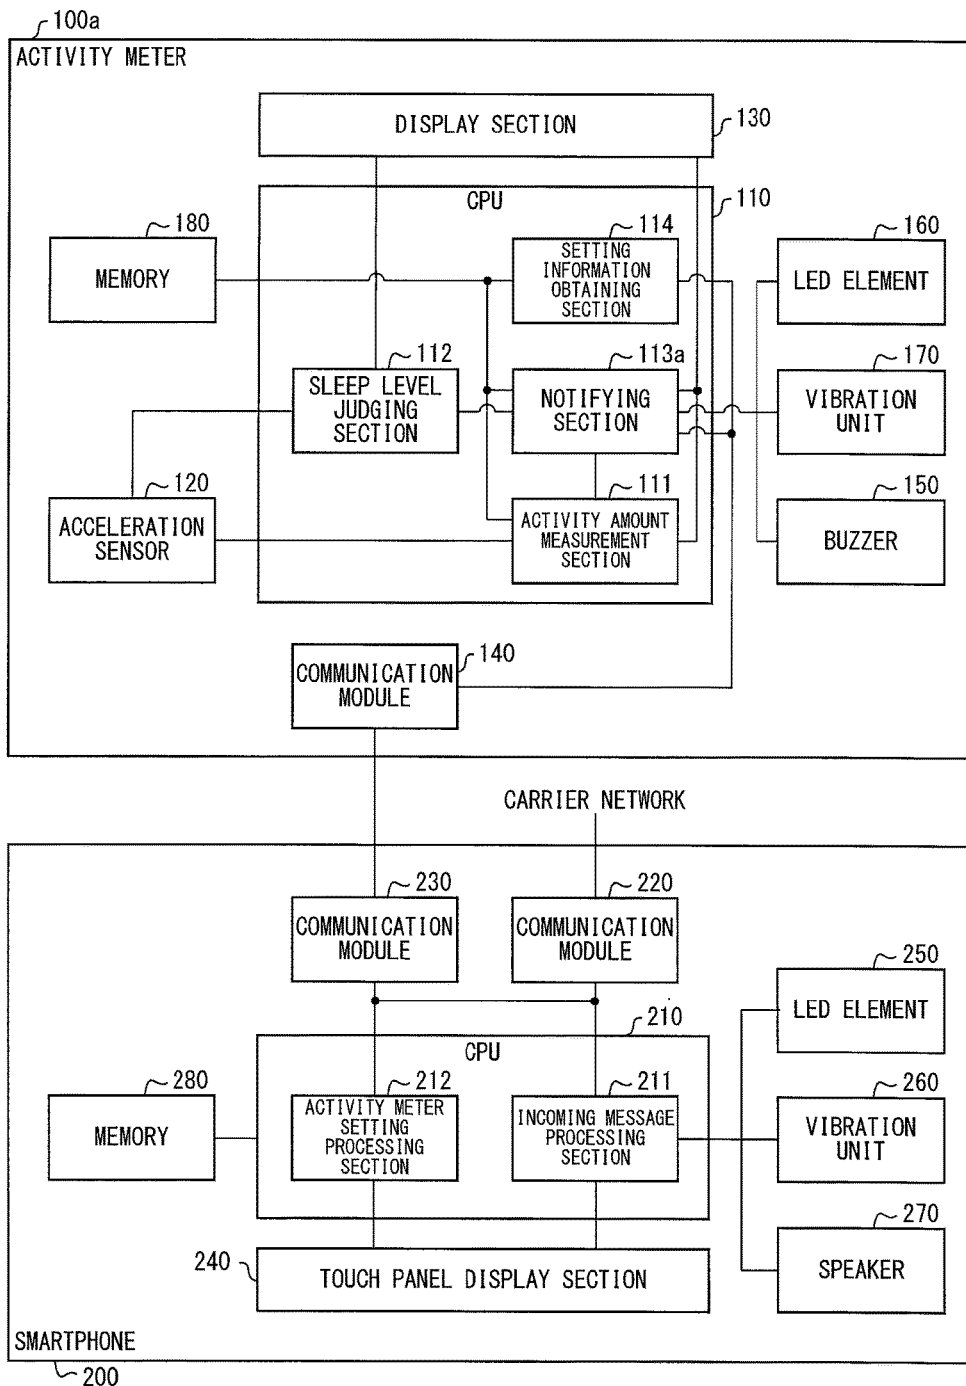 100a
ACTIVITY METER
DISPLAY SECTION
130
CPU
110
180
MEMORY
114
SETTING
INFORMATION
OBTAINING
SECTION
160
LED ELEMENT
112
SLEEP LEVEL
JUDGING
SECTION
113a
NOTIFYING
SECTION
170
VIBRATION
UNIT
120
ACCELERATION
SENSOR
111
ACTIVITY AMOUNT
MEASUREMENT
SECTION
150
BUZZER
140
COMMUNICATION
MODULE
CARRIER NETWORK
230
COMMUNICATION
MODULE
220
COMMUNICATION
MODULE
250
LED ELEMENT
210
CPU
280
MEMORY
212
ACTIVITY METER
SETTING
PROCESSING
SECTION
211
INCOMING MESSAGE
PROCESSING
SECTION
260
VIBRATION
UNIT
240
TOUCH PANEL DISPLAY SECTION
270
SPEAKER
SMARTPHONE
200